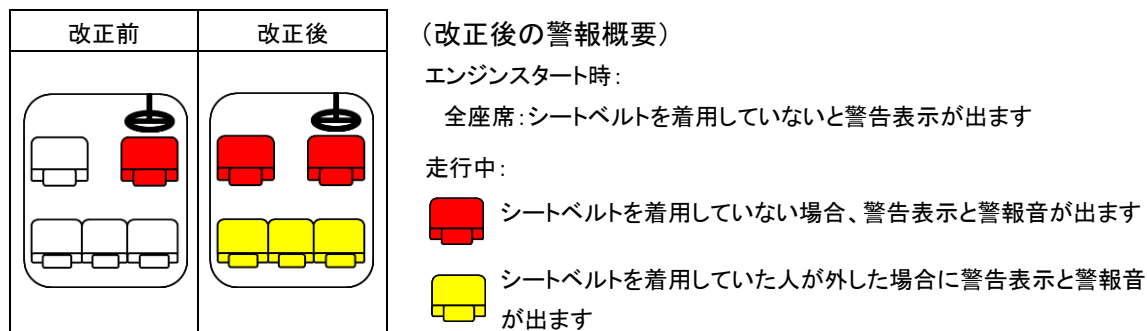 改正前
改正後
（改正後の警報概要）
エンジンスタート時：
全座席：シートベルトを着用していないと警告表示が出ます
走行中：
シートベルトを着用していない場合、警告表示と警報音が出ます
シートベルトを着用していた人が外した場合に警告表示と警報音
が出ます